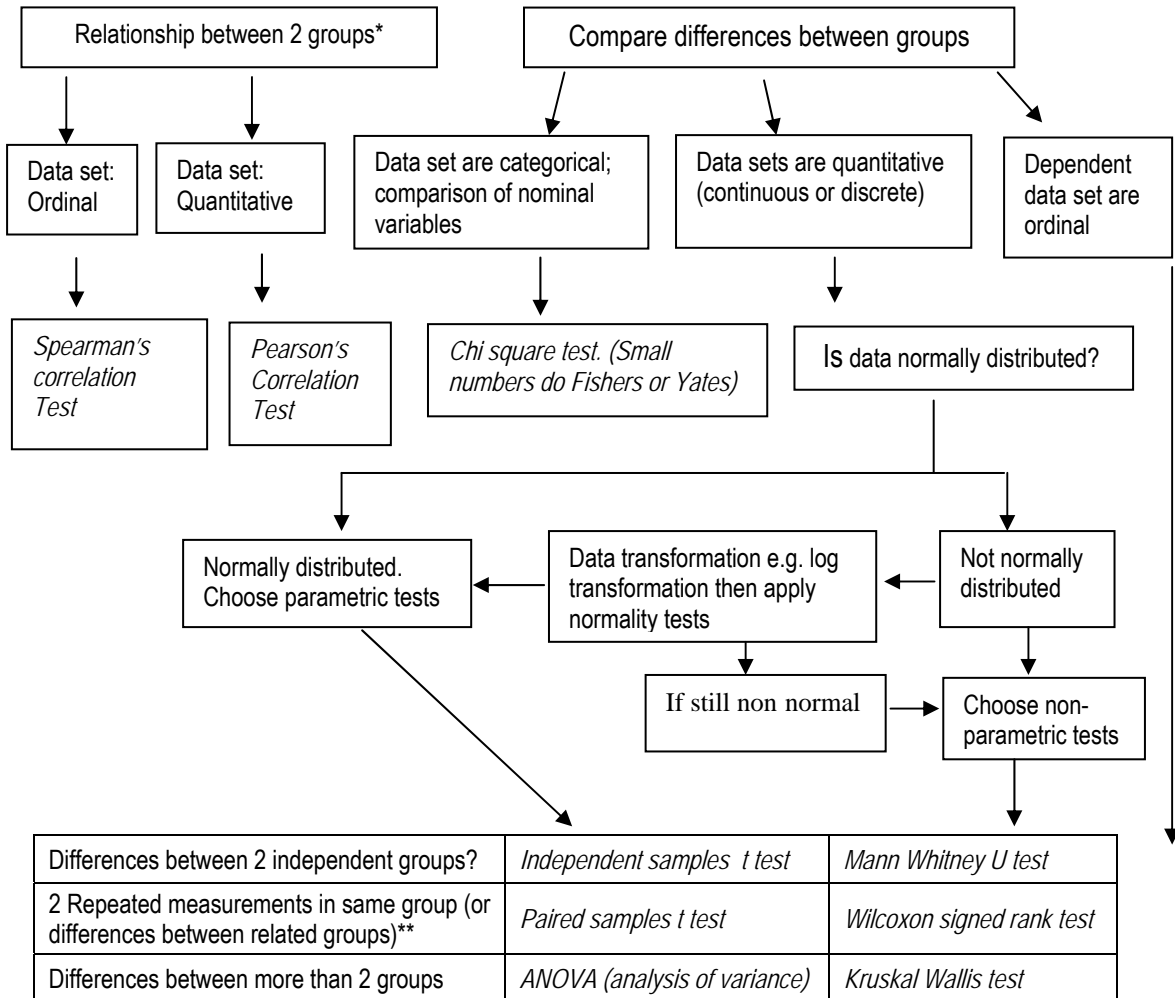 Relationship between 2 groups*
Compare differences between groups
Data set:
Ordinal
Data set:
Quantitative
Data set are categorical;
comparison of nominal
variables
Data sets are quantitative
(continuous or discrete)
Dependent
data set are
ordinal
Spearman's
correlation
Test
Pearson's
Correlation
Test
Chi square test. (Small
numbers do Fishers or Yates)
Is data normally distributed?
Normally distributed.
Choose parametric tests
Data transformation e.g. log
transformation then apply
normality tests
Not normally
distributed
If still non normal
Choose non-
parametric tests
Differences between 2 independent groups? Independent samples t test Mann Whitney U test
2 Repeated measurements in same group (or
differences between related groups)** Paired samples t test Wilcoxon signed rank test
Differences between more than 2 groups ANOVA (analysis of variance) Kruskal Wallis test